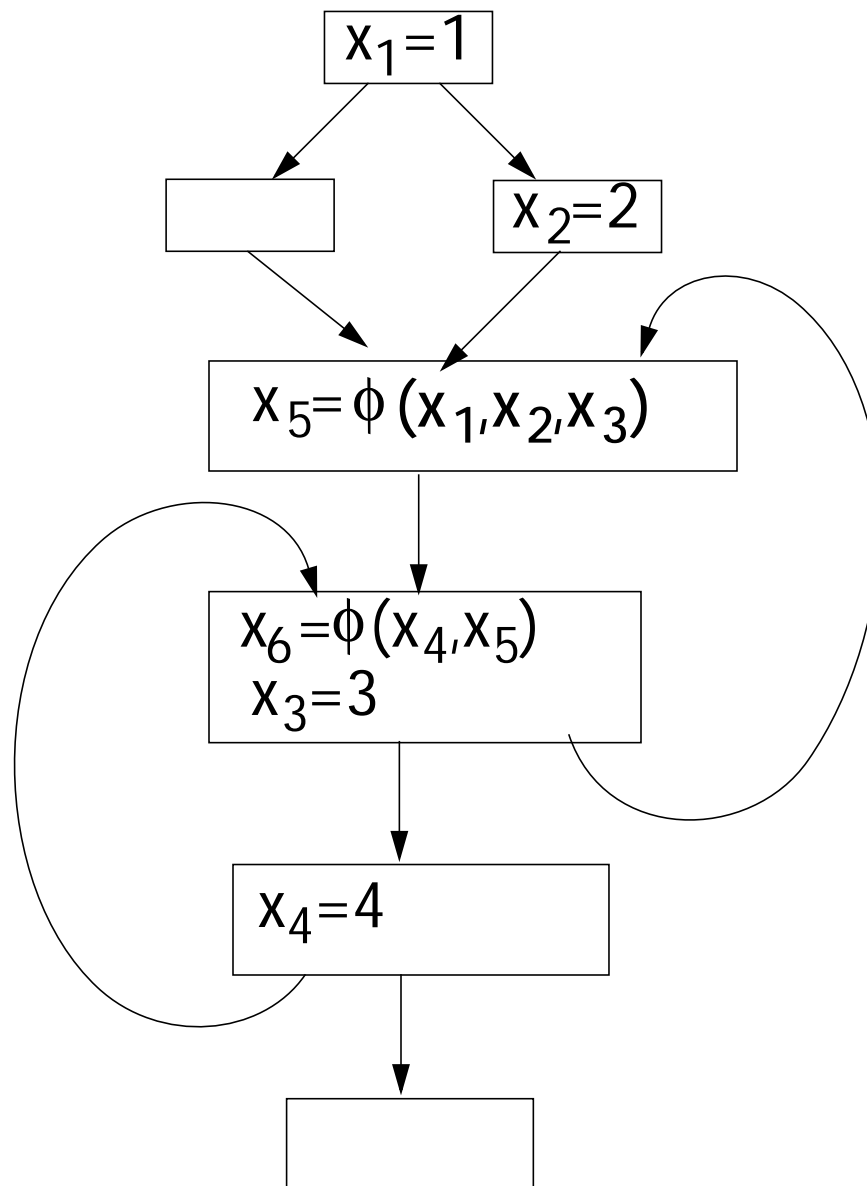 x₁=1
x₂=2
x₅=ϕ(x₁,x₂,x₃)
x₆=ϕ(x₄,x₅)
x₃=3
x₄=4